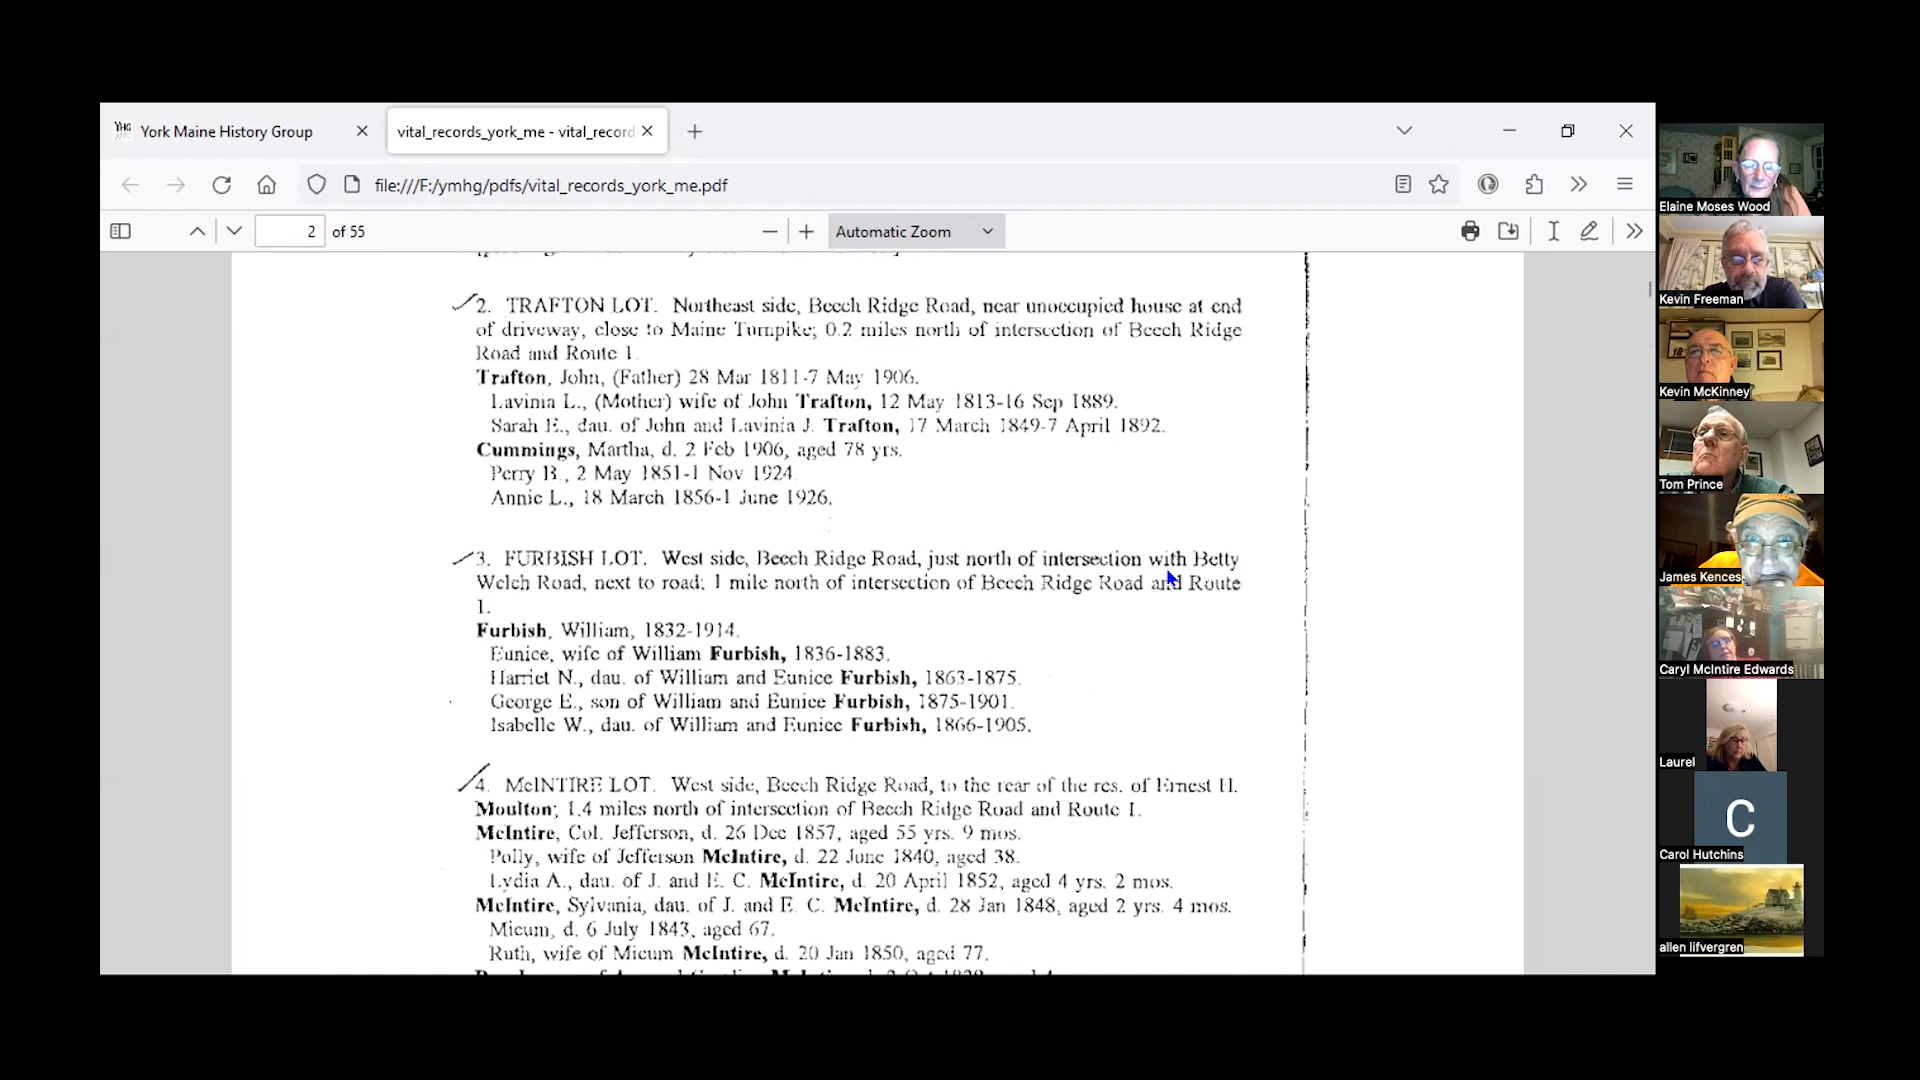 York Maine History Group
vital_records_york_me - vital_record
file:///F:/ymhg/pdfs/vital_records_york_me.pdf
2 of 55
Automatic Zoom
2. TRAFTON LOT. Northeast side, Beech Ridge Road, near unoccupied house at end
of driveway, close to Maine Turnpike; 0.2 miles north of intersection of Beech Ridge
Road and Route 1.
Trafton, John, (Father) 28 Mar 1811-7 May 1906.
Lavinia L., (Mother) wife of John Trafton, 12 May 1813-16 Sep 1889.
Sarah E., dau. of John and Lavinia J. Trafton, 17 March 1849-7 April 1892.
Cummings, Martha, d. 2 Feb 1906, aged 78 yrs.
Perry B., 2 May 1851-1 Nov 1924.
Annie L., 18 March 1856-1 June 1926.
3. FURBISH LOT. West side, Beech Ridge Road, just north of intersection with Betty
Welch Road, next to road; 1 mile north of intersection of Beech Ridge Road and Route
1.
Furbish, William, 1832-1914.
Eunice, wife of William Furbish, 1836-1883.
Harriet N., dau. of William and Eunice Furbish, 1863-1875.
George E., son of William and Eunice Furbish, 1875-1901.
Isabelle W., dau. of William and Eunice Furbish, 1866-1905.
4. McINTIRE LOT. West side, Beech Ridge Road, to the rear of the res. of Ernest H.
Moulton; 1.4 miles north of intersection of Beech Ridge Road and Route 1.
McIntire, Col. Jefferson, d. 26 Dec 1857, aged 55 yrs. 9 mos.
Polly, wife of Jefferson McIntire, d. 22 June 1840, aged 38.
Lydia A., dau. of J. and E. C. McIntire, d. 20 April 1852, aged 4 yrs. 2 mos.
McIntire, Sylvania, dau. of J. and E. C. McIntire, d. 28 Jan 1848, aged 2 yrs. 4 mos.
Micum, d. 6 July 1843, aged 67.
Ruth, wife of Micum McIntire, d. 20 Jan 1850, aged 77.
Elaine Moses Wood
Kevin Freeman
Kevin McKinney
Tom Prince
James Kences
Caryl McIntire Edwards
Laurel
C
Carol Hutchins
allen lifvergren